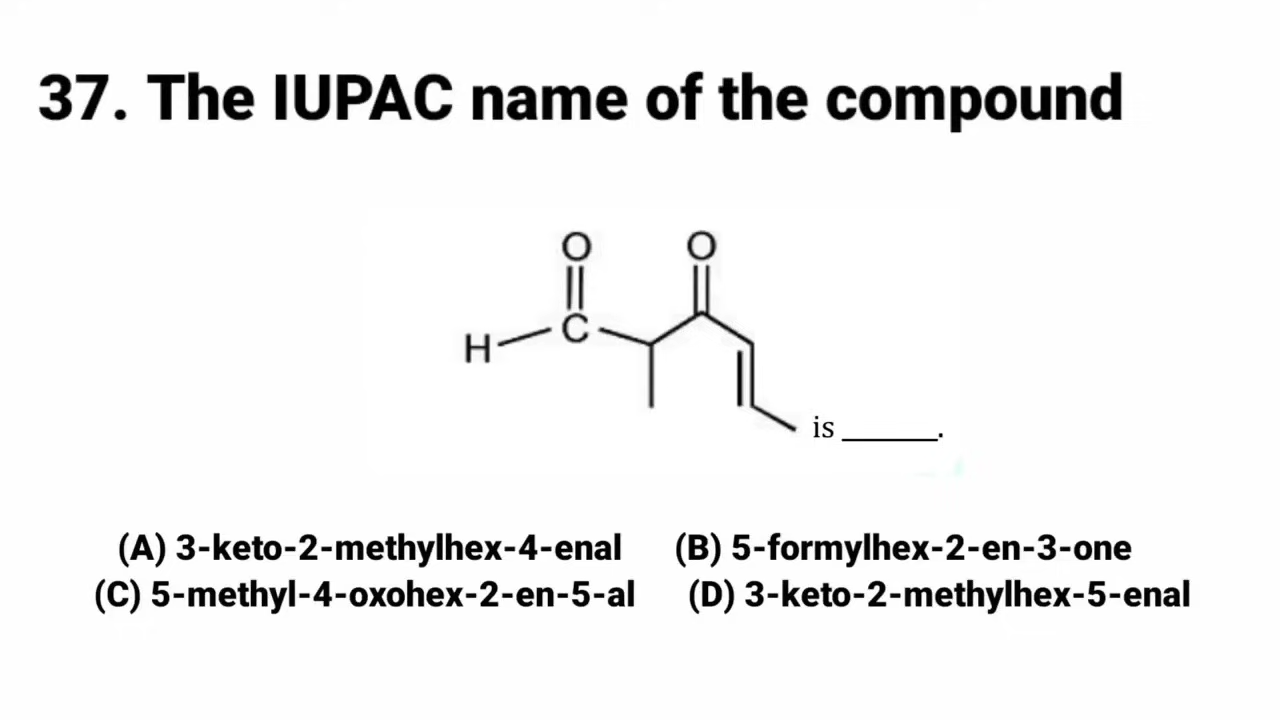 37. The IUPAC name of the compound
O O
H C
is ______.
(A) 3-keto-2-methylhex-4-enal (B) 5-formylhex-2-en-3-one
(C) 5-methyl-4-oxohex-2-en-5-al (D) 3-keto-2-methylhex-5-enal